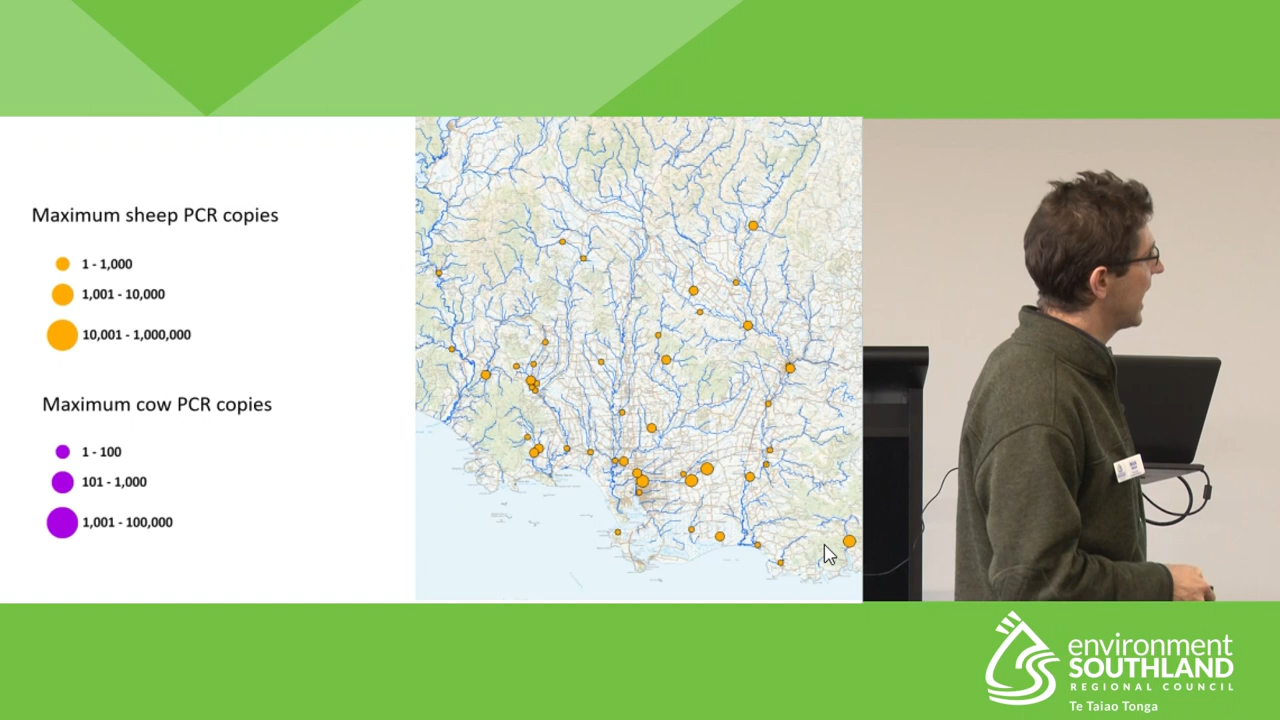 Maximum sheep PCR copies
1 - 1,000
1,001 - 10,000
10,001 - 1,000,000
Maximum cow PCR copies
1 - 100
101 - 1,000
1,001 - 100,000
environment
SOUTHLAND
REGIONAL COUNCIL
Te Taiao Tonga